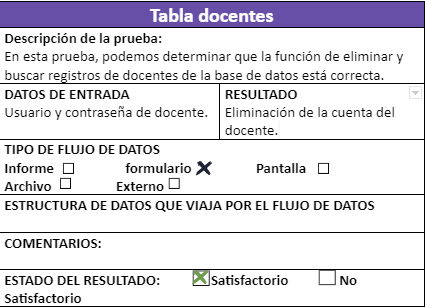 Tabla docentes
Descripción de la prueba:
En esta prueba, podemos determinar que la función de eliminar y
buscar registros de docentes de la base de datos está correcta.
DATOS DE ENTRADA
Usuario y contraseña de docente.
RESULTADO
Eliminación de la cuenta del
docente.
TIPO DE FLUJO DE DATOS
Informe formulario Pantalla
Archivo Externo
ESTRUCTURA DE DATOS QUE VIAJA POR EL FLUJO DE DATOS
COMENTARIOS:
ESTADO DEL RESULTADO: Satisfactorio No
Satisfactorio